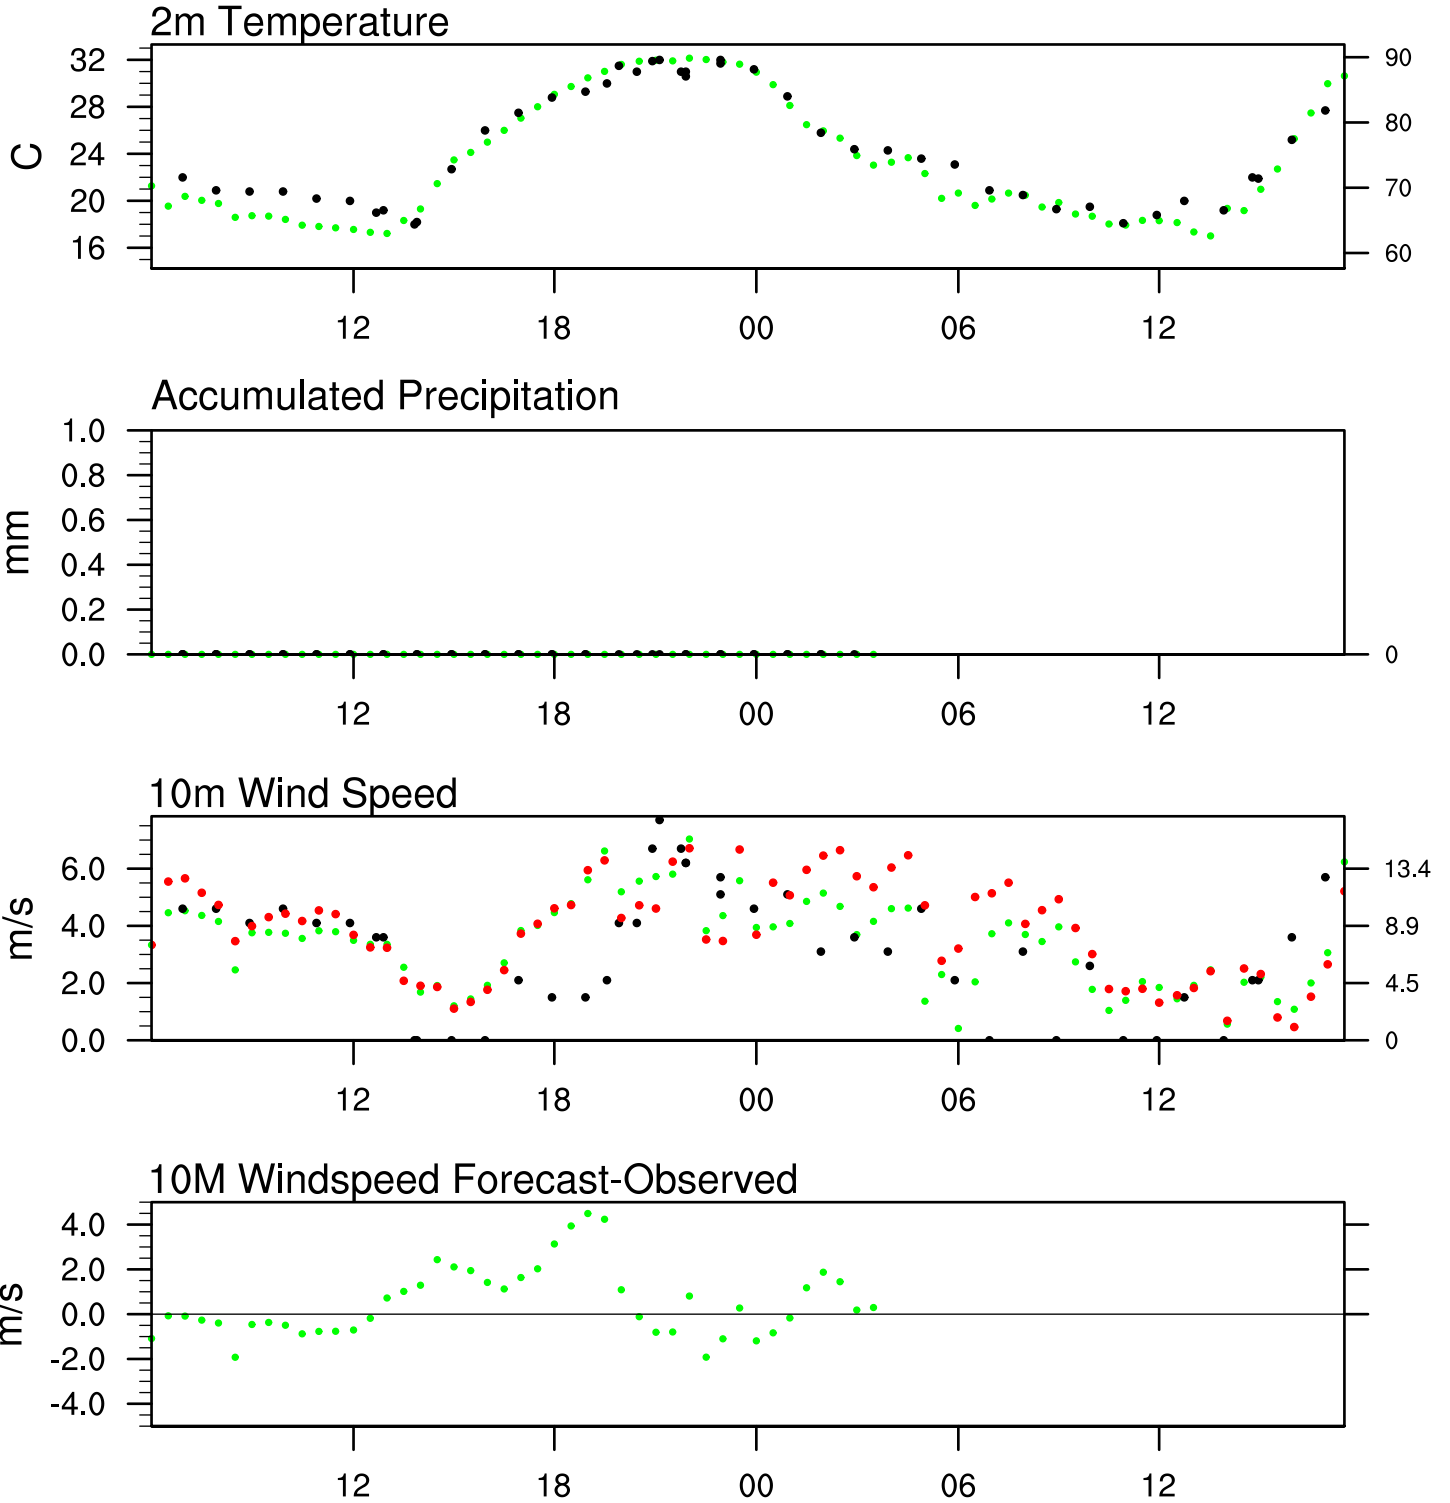 2m Temperature
32
28
24
20
16
C
90
80
70
60
12 18 00 06 12
Accumulated Precipitation
1.0
0.8
0.6
0.4
0.2
0.0
mm
0
12 18 00 06 12
10m Wind Speed
6.0
4.0
2.0
0.0
m/s
13.4
8.9
4.5
0
12 18 00 06 12
10M Windspeed Forecast-Observed
4.0
2.0
0.0
-2.0
-4.0
m/s
12 18 00 06 12